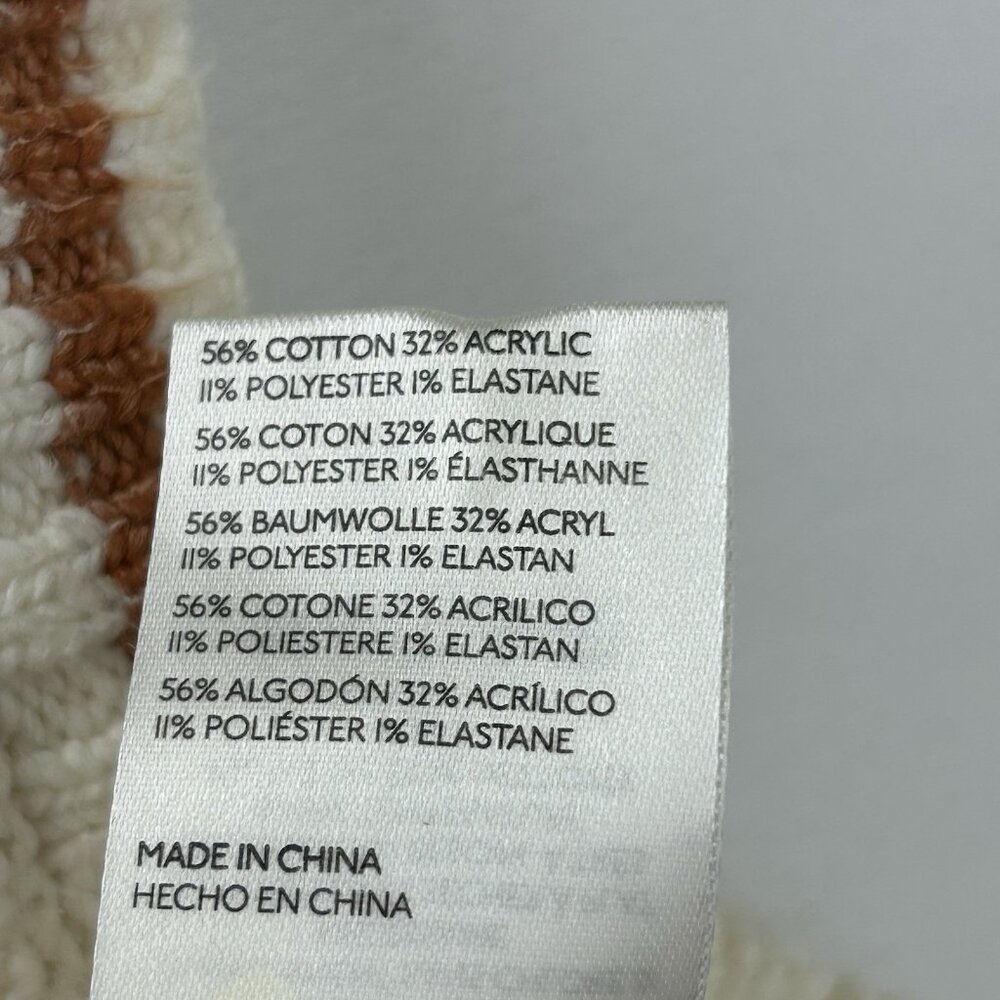 56% COTTON 32% ACRYLIC
11% POLYESTER 1% ELASTANE
56% COTON 32% ACRYLIQUE
11% POLYESTER 1% ÉLASTHANNE
56% BAUMWOLLE 32% ACRYL
11% POLYESTER 1% ELASTAN
56% COTONE 32% ACRILICO
11% POLIESTERE 1% ELASTAN
56% ALGODÓN 32% ACRÍLICO
11% POLIÉSTER 1% ELASTANE
MADE IN CHINA
HECHO EN CHINA